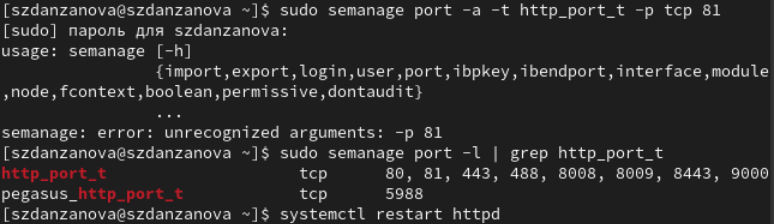 [szdanzanova@szdanzanova ~]$ sudo semanage port -a -t http_port_t -p tcp 81
[sudo] пароль для szdanzanova:
usage: semanage [-h]
{import,export,login,user,port,ibpkey,ibendport,interface,module
,node,fcontext,boolean,permissive,dontaudit}
...
semanage: error: unrecognized arguments: -p 81
[szdanzanova@szdanzanova ~]$ sudo semanage port -l | grep http_port_t
http_port_t tcp 80, 81, 443, 488, 8008, 8009, 8443, 9000
pegasus_http_port_t tcp 5988
[szdanzanova@szdanzanova ~]$ systemctl restart httpd